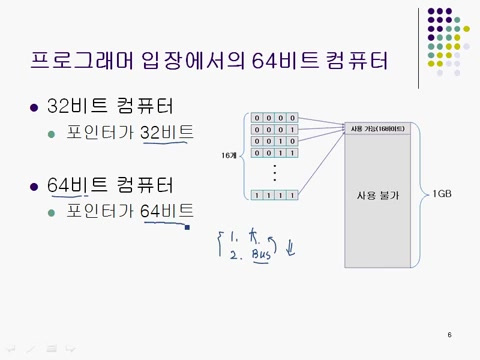 프로그래머 입장에서의 64비트 컴퓨터
● 32비트 컴퓨터
● 포인터가 32비트
● 64비트 컴퓨터
● 포인터가 64비트
16개
0 0 0 0
0 0 0 1
0 0 1 0
0 0 1 1
⋮
1 1 1 1
사용 가능(16바이트)
사용 불가
1GB
1.
2. Bus
6